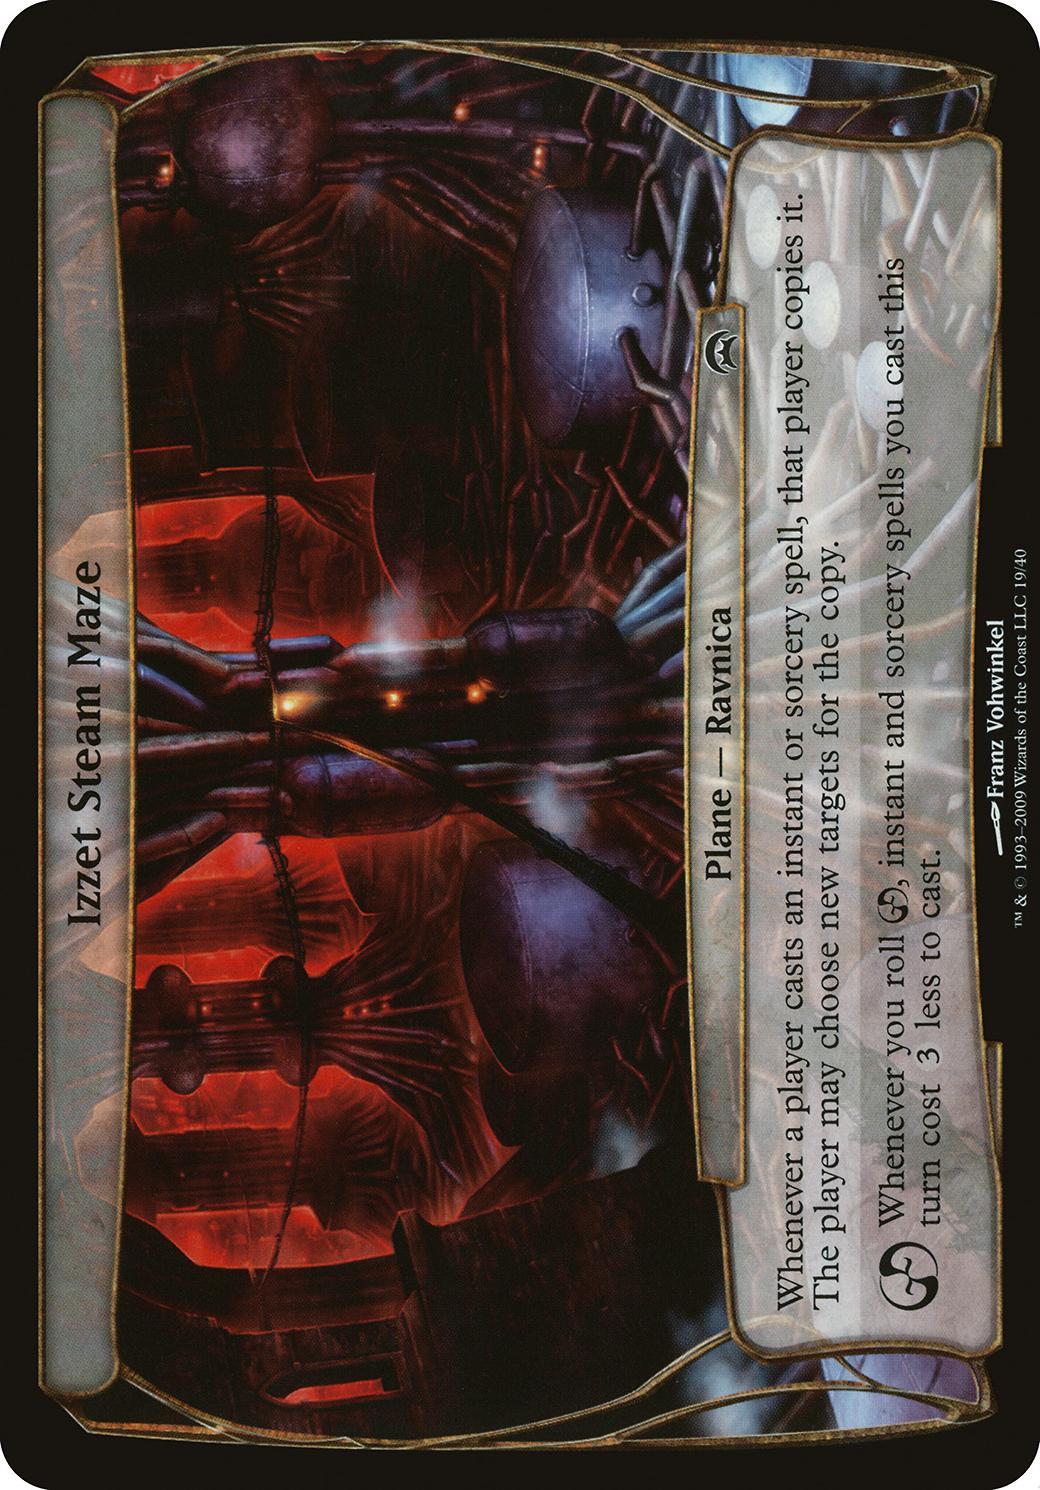 Izzet Steam Maze
Plane — Ravnica
Whenever a player casts an instant or sorcery spell, that player copies it.
The player may choose new targets for the copy.
Whenever you roll , instant and sorcery spells you cast this
turn cost 3 less to cast.
Franz Vohwinkel
™ & © 1993–2009 Wizards of the Coast LLC 19/40